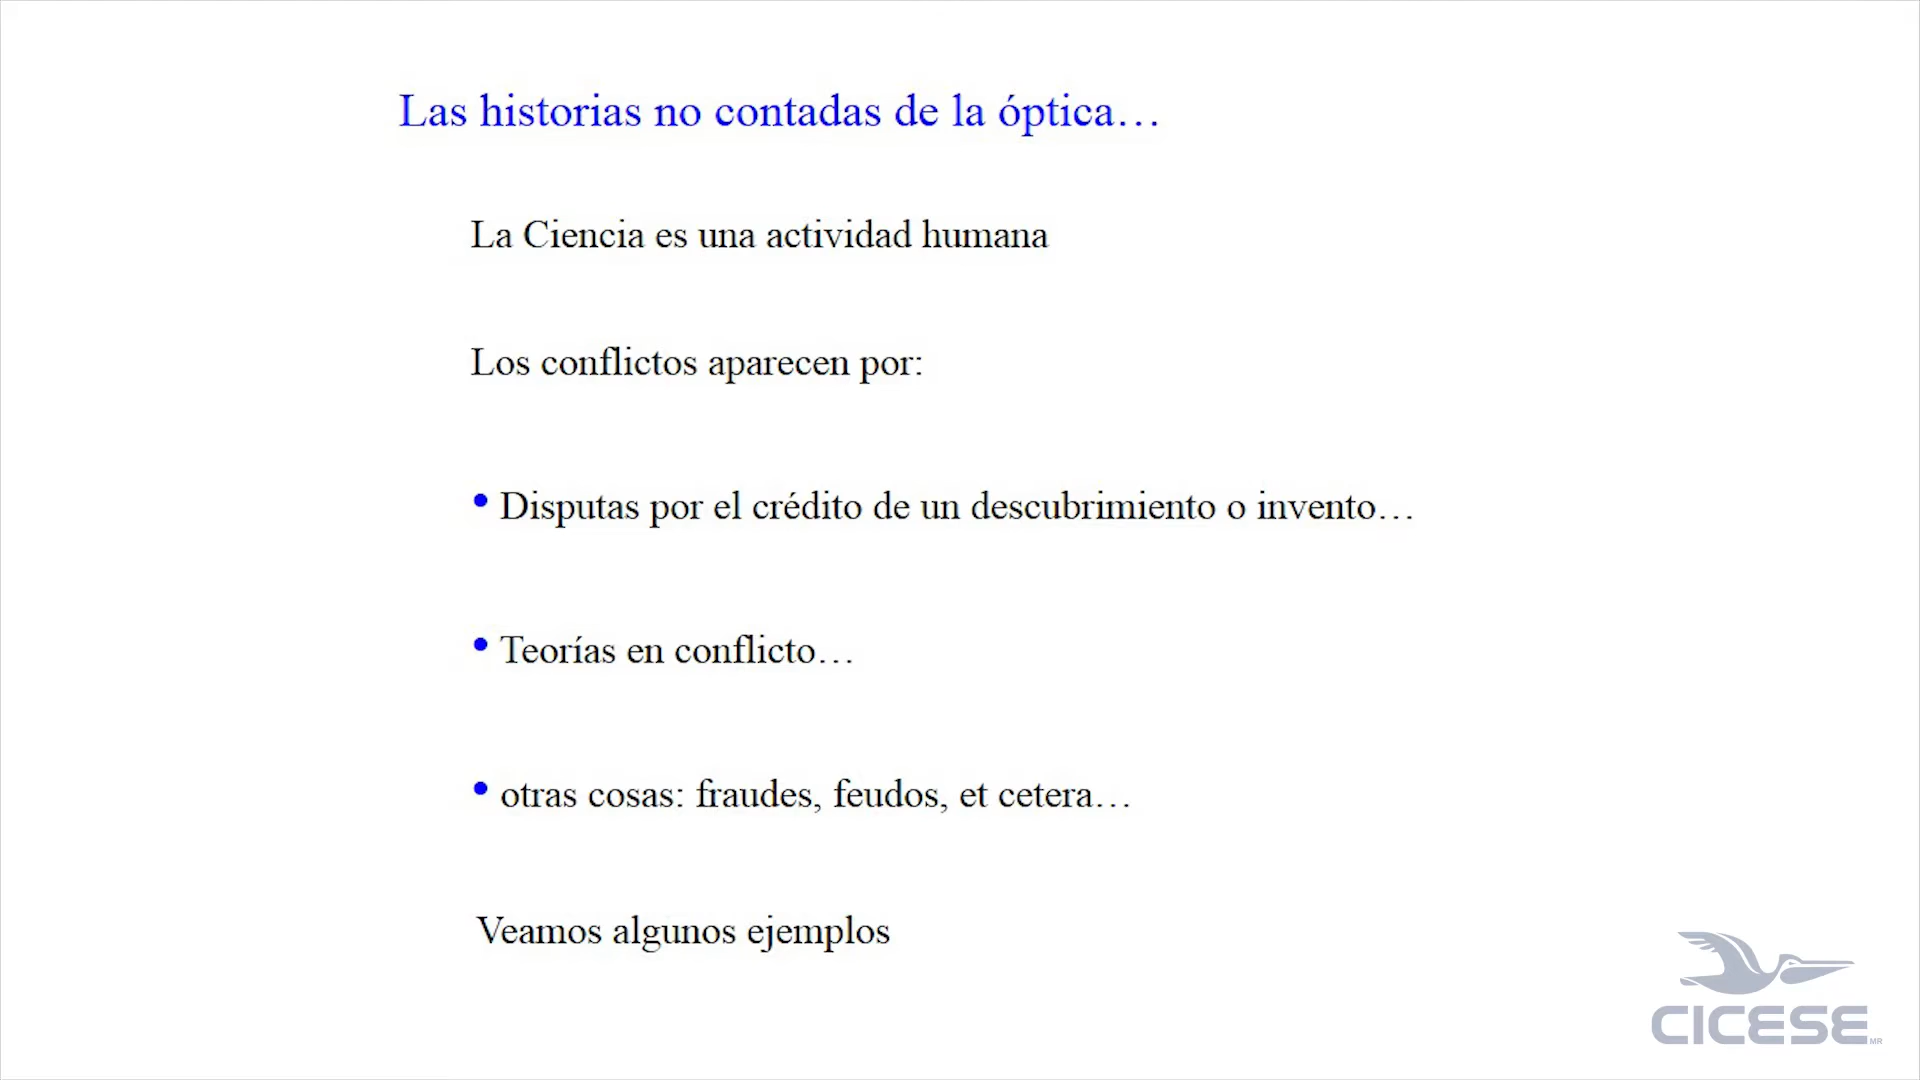 Las historias no contadas de la óptica…
La Ciencia es una actividad humana
Los conflictos aparecen por:
• Disputas por el crédito de un descubrimiento o invento…
• Teorías en conflicto…
• otras cosas: fraudes, feudos, et cetera…
Veamos algunos ejemplos
CICESE MR